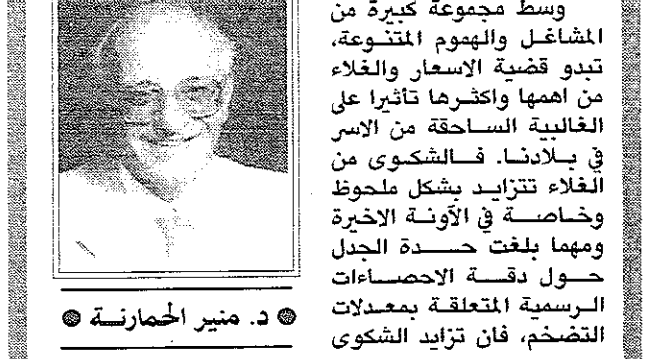 وسط مجموعة كبيرة من
المشاغل والهموم المتنوعة،
تبدو قضية الاسعار والغلاء
من اهمها واكثرها تأثيرا على
الغالبية الساحقة من الاسر
في بلادنا. فالشكوى من
الغلاء تتزايد بشكل ملحوظ
وخاصة في الآونة الاخيرة
ومهما بلغت حدة الجدل
حول دقة الاحصاءات
الرسمية المتعلقة بمعدلات
التضخم، فان تزايد الشكوى
د. منير الحمارنة